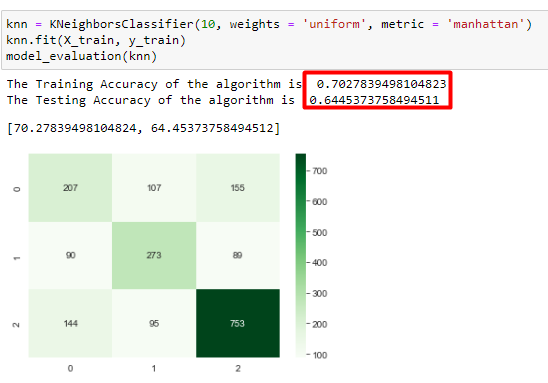 knn = KNeighborsClassifier(10, weights = 'uniform', metric = 'manhattan')
knn.fit(X_train, y_train)
model_evaluation(knn)
The Training Accuracy of the algorithm is  0.7027839498104823
The Testing Accuracy of the algorithm is  0.6445373758494511
[70.27839498104824, 64.45373758494512]
0 207 107 155
1 90 273 89
2 144 95 753
0 1 2
700
600
500
400
300
200
100